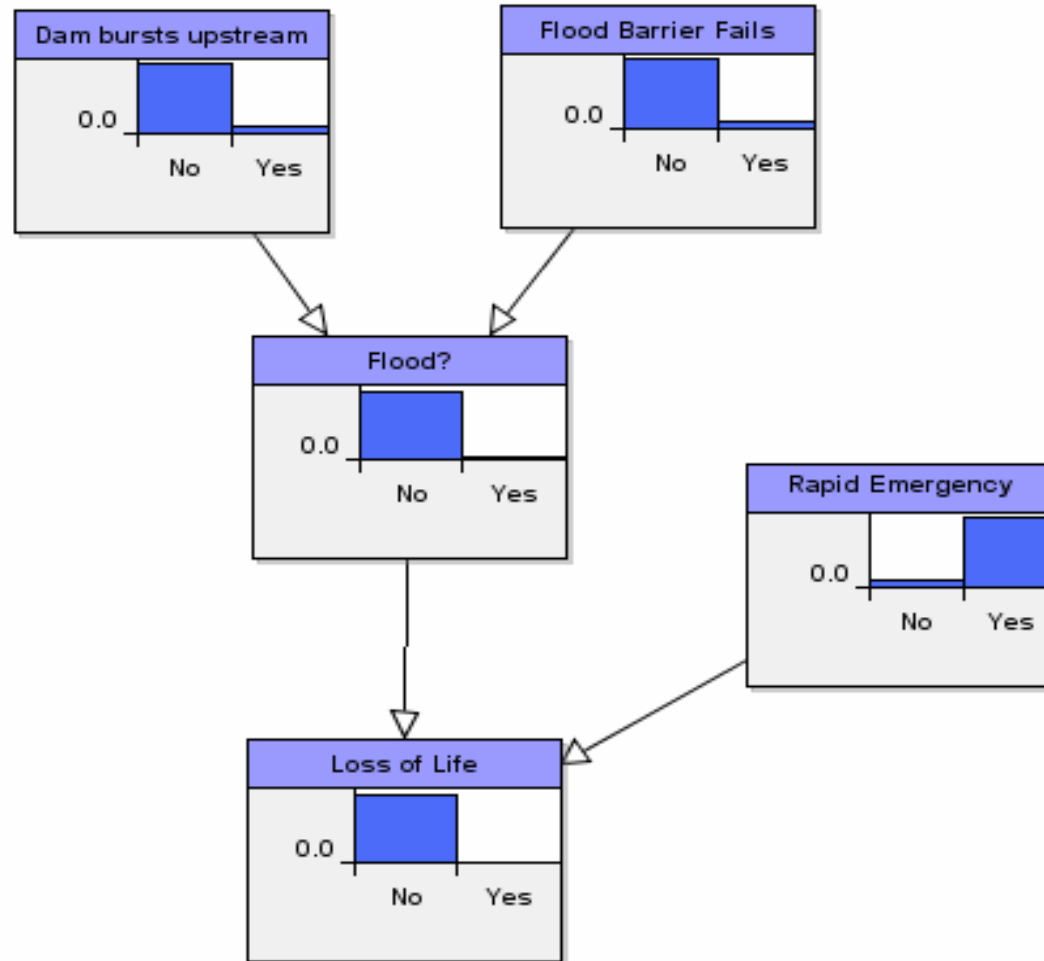 Dam bursts upstream
0.0
No Yes
Flood Barrier Fails
0.0
No Yes
Flood?
0.0
No Yes
Rapid Emergency
0.0
No Yes
Loss of Life
0.0
No Yes